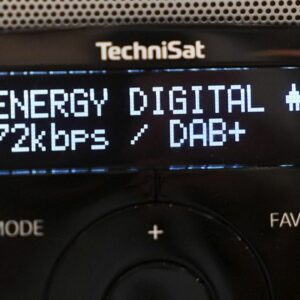 TechniSat
ENERGY DIGITAL
72kbps / DAB+
MODE
+
FAV